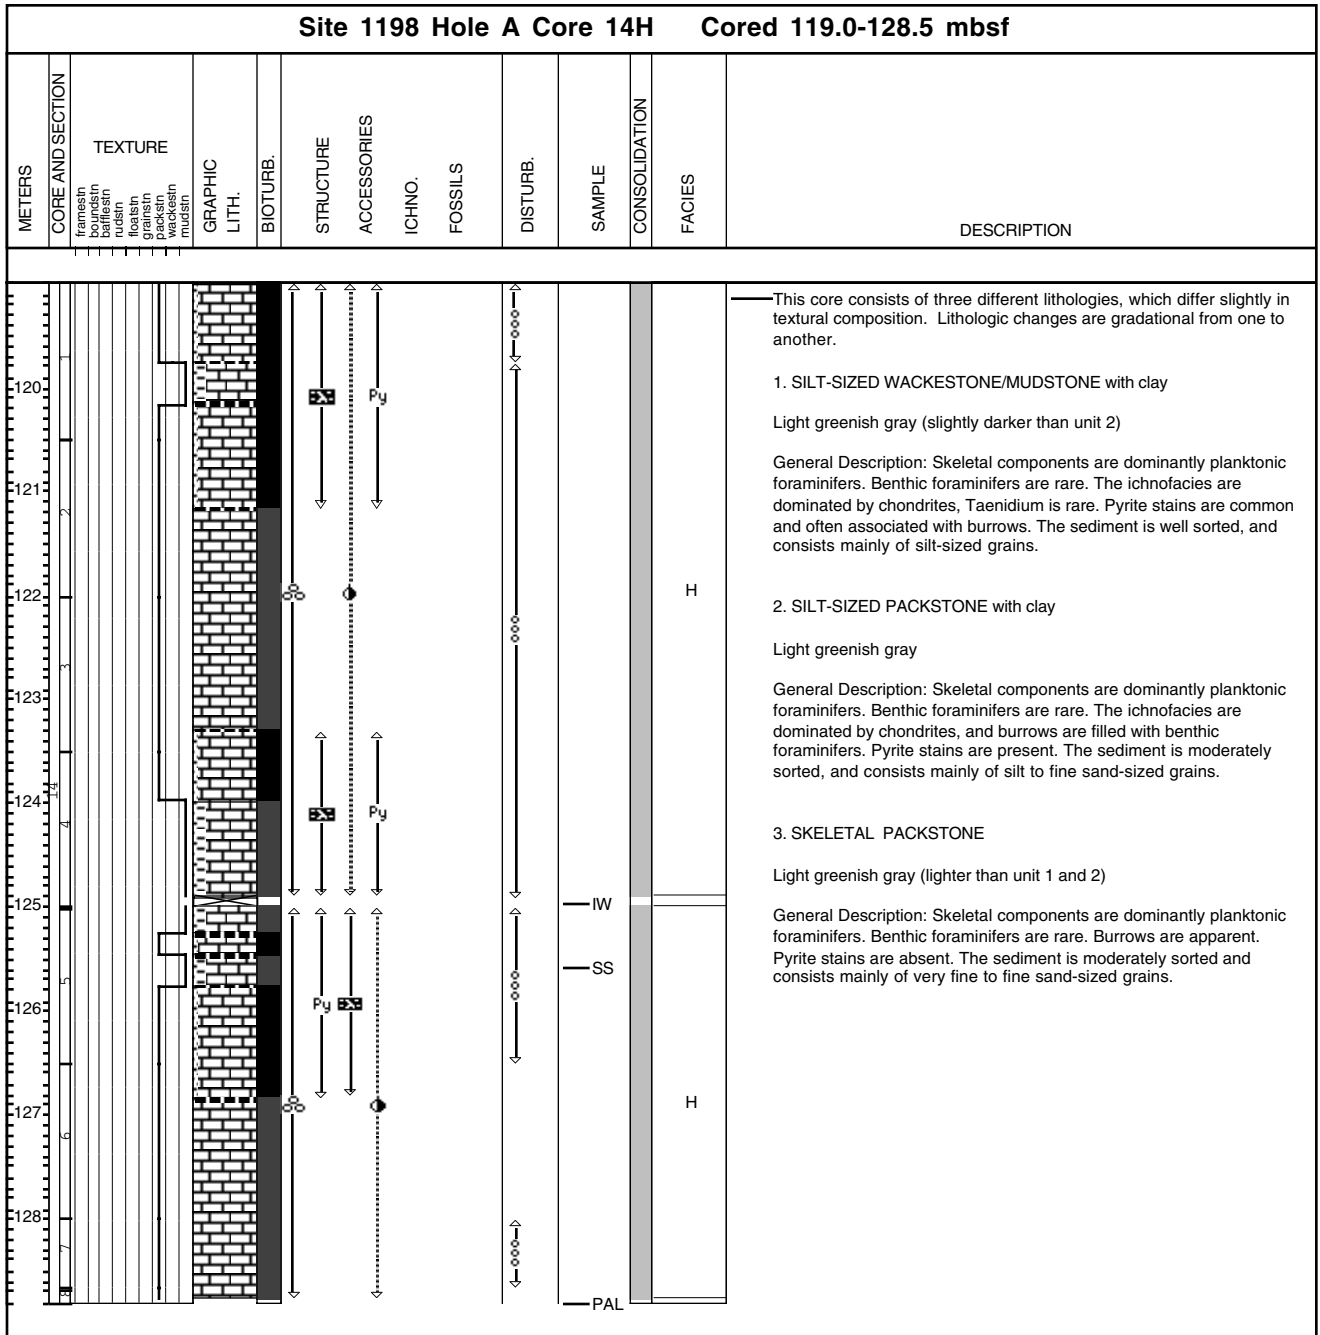 Site 1198 Hole A Core 14H Cored 119.0-128.5 mbsf
METERS
CORE AND SECTION
TEXTURE
framestn
boundstn
bafflestn
rudstn
floatstn
grainstn
packstn
wackestn
mudstn
GRAPHIC
LITH.
BIOTURB.
STRUCTURE
ACCESSORIES
ICHNO.
FOSSILS
DISTURB.
SAMPLE
CONSOLIDATION
FACIES
DESCRIPTION
This core consists of three different lithologies, which differ slightly in
textural composition. Lithologic changes are gradational from one to
another.
1
120
Py
1. SILT-SIZED WACKESTONE/MUDSTONE with clay
Light greenish gray (slightly darker than unit 2)
General Description: Skeletal components are dominantly planktonic
foraminifers. Benthic foraminifers are rare. The ichnofacies are
dominated by chondrites, Taenidium is rare. Pyrite stains are common
and often associated with burrows. The sediment is well sorted, and
consists mainly of silt-sized grains.
121
2
122
H
2. SILT-SIZED PACKSTONE with clay
Light greenish gray
3
123
General Description: Skeletal components are dominantly planktonic
foraminifers. Benthic foraminifers are rare. The ichnofacies are
dominated by chondrites, and burrows are filled with benthic
foraminifers. Pyrite stains are present. The sediment is moderately
sorted, and consists mainly of silt to fine sand-sized grains.
14
124
4
Py
3. SKELETAL PACKSTONE
Light greenish gray (lighter than unit 1 and 2)
125
IW
General Description: Skeletal components are dominantly planktonic
foraminifers. Benthic foraminifers are rare. Burrows are apparent.
Pyrite stains are absent. The sediment is moderately sorted and
consists mainly of very fine to fine sand-sized grains.
SS
5
126
Py
127
H
6
128
7
8
PAL